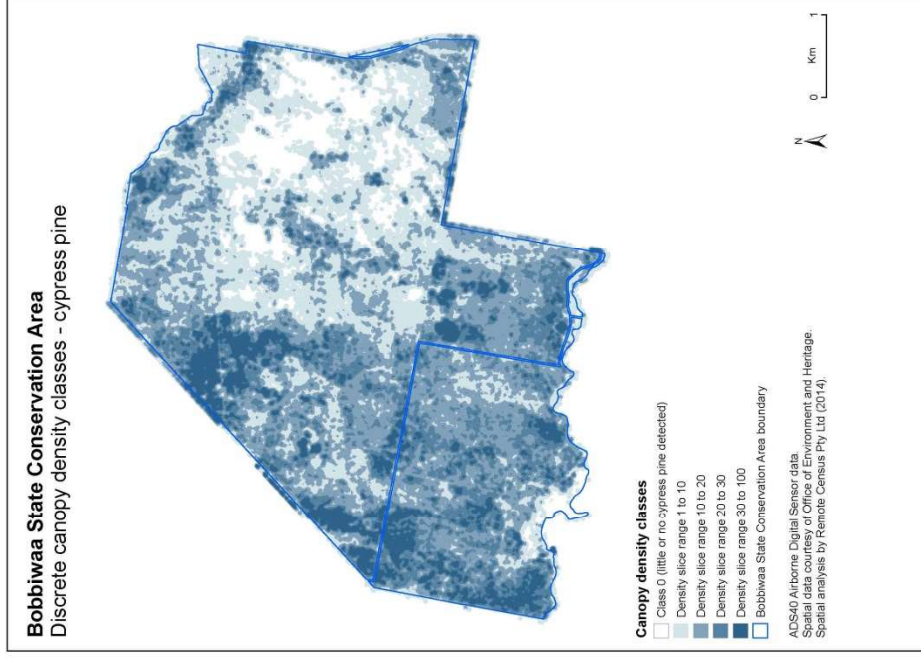 Bobbiwaa State Conservation Area
Discrete canopy density classes - cypress pine
Canopy density classes
Class 0 (little or no cypress pine detected)
Density slice range 1 to 10
Density slice range 10 to 20
Density slice range 20 to 30
Density slice range 30 to 100
Bobbiwaa State Conservation Area boundary
ADS40 Airborne Digital Sensor data.
Spatial data courtesy of Office of Environment and Heritage.
Spatial analysis by Remote Census Pty Ltd (2014).
N
0 1
Km